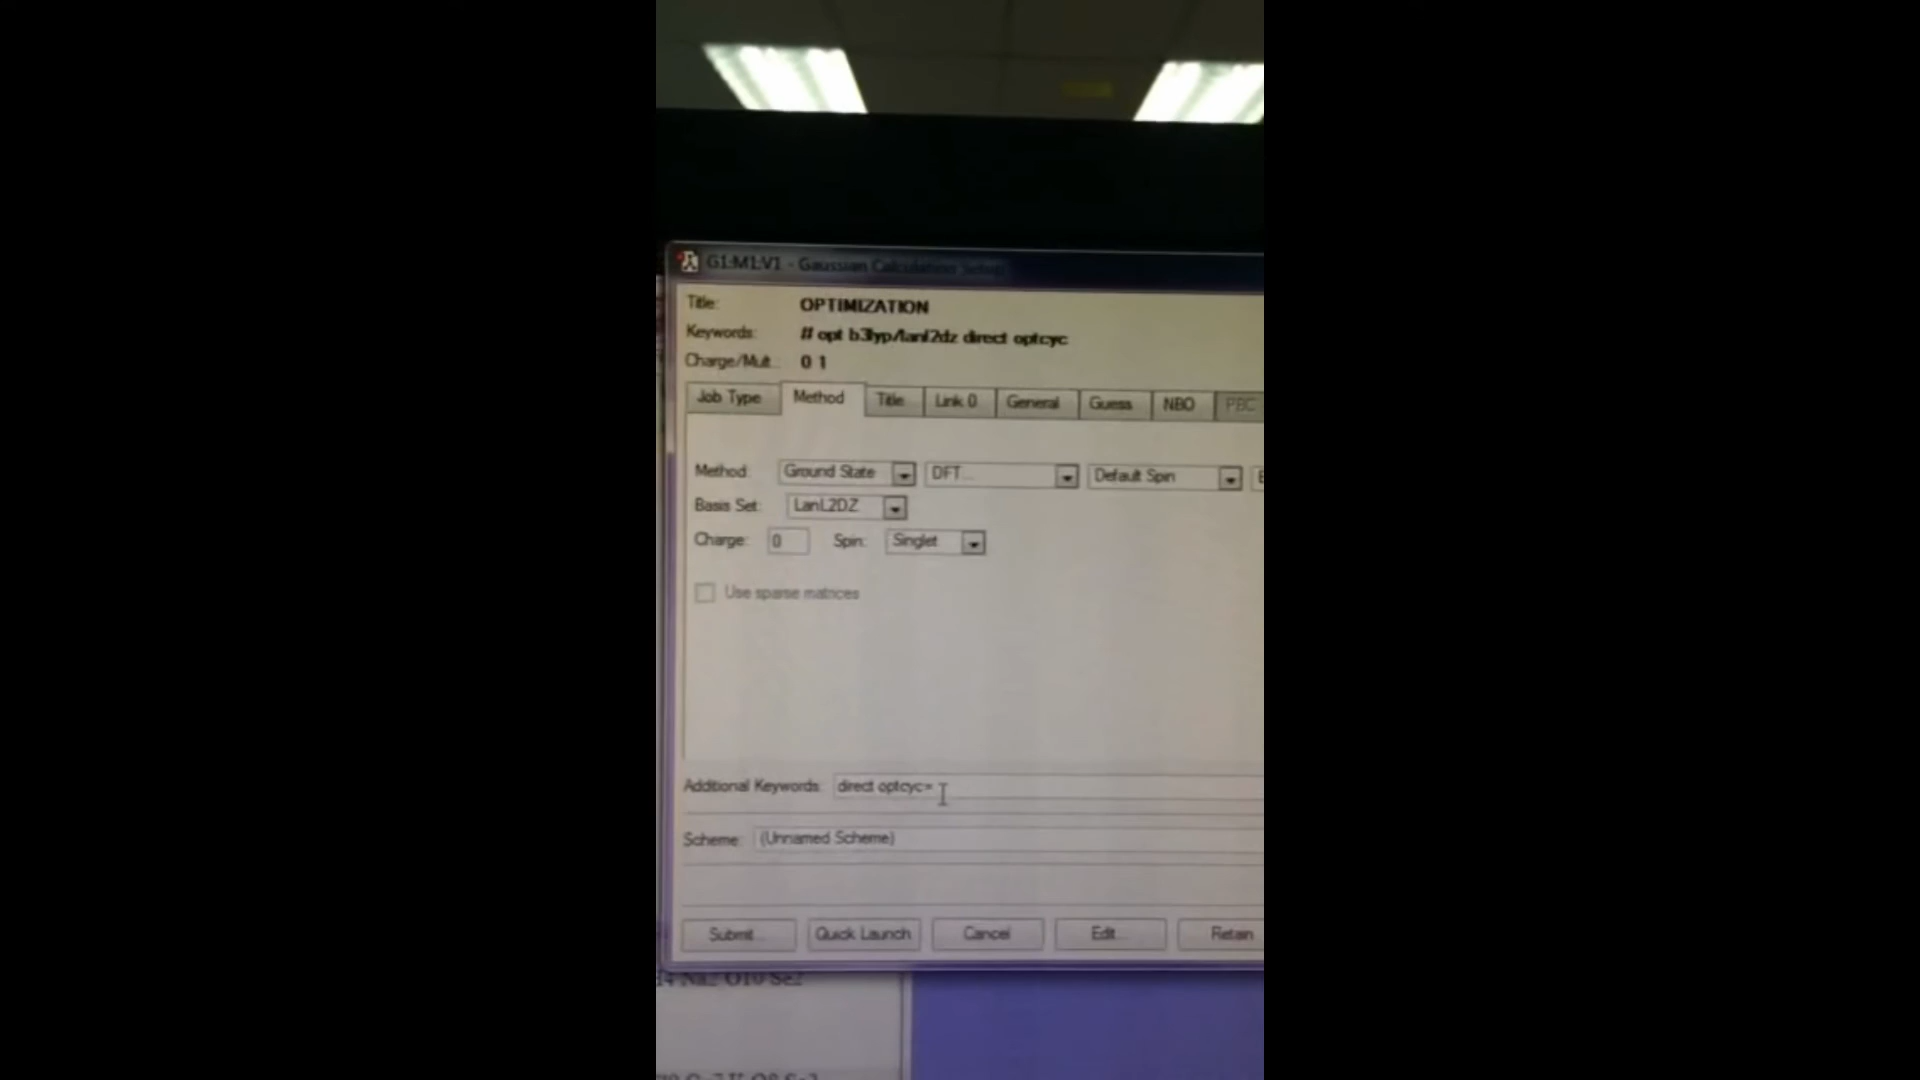 G1:M1:V1 - Gaussian Calculation Setup
Title: OPTIMIZATION
Keywords: # opt b3lyp/lanl2dz direct optcyc
Charge/Mult.: 0 1
Job Type Method Title Link 0 General Guess NBO PBC
Method: Ground State DFT... Default Spin
Basis Set: LanL2DZ
Charge: 0 Spin: Singlet
Use sparse matrices
Additional Keywords: direct optcyc=
Scheme: (Unnamed Scheme)
Submit... Quick Launch Cancel Edit... Retain